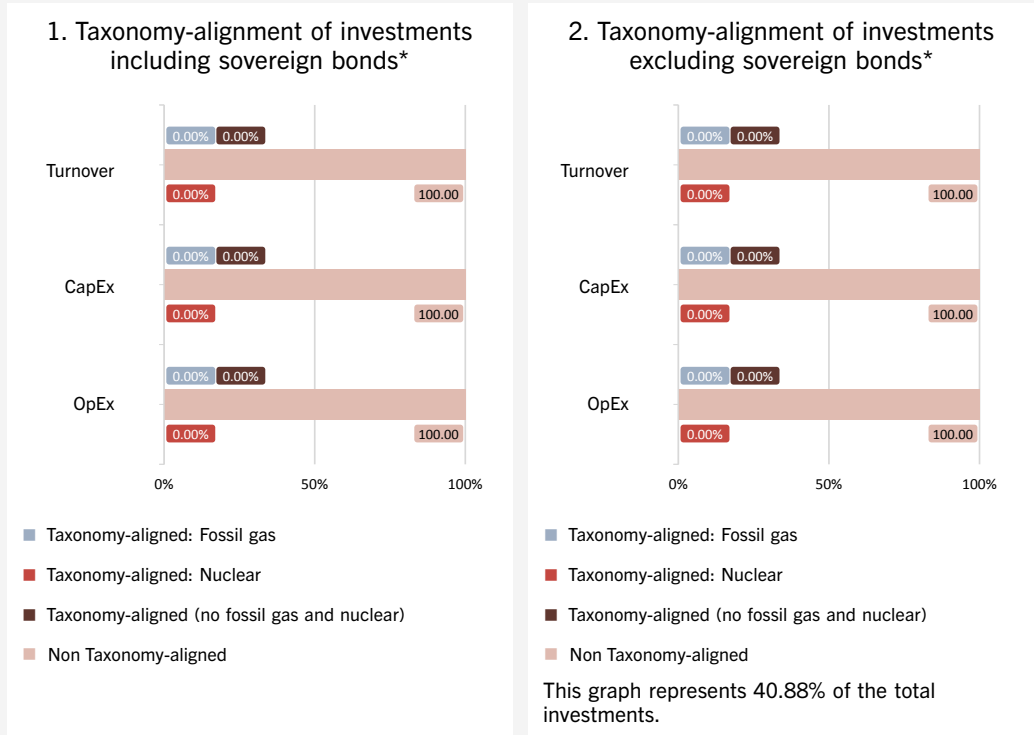 1. Taxonomy-alignment of investments
including sovereign bonds*
0.00% 0.00%
Turnover
0.00% 100.00
0.00% 0.00%
CapEx
0.00% 100.00
0.00% 0.00%
OpEx
0.00% 100.00
0% 50% 100%
Taxonomy-aligned: Fossil gas
Taxonomy-aligned: Nuclear
Taxonomy-aligned (no fossil gas and nuclear)
Non Taxonomy-aligned
2. Taxonomy-alignment of investments
excluding sovereign bonds*
0.00% 0.00%
Turnover
0.00% 100.00
0.00% 0.00%
CapEx
0.00% 100.00
0.00% 0.00%
OpEx
0.00% 100.00
0% 50% 100%
Taxonomy-aligned: Fossil gas
Taxonomy-aligned: Nuclear
Taxonomy-aligned (no fossil gas and nuclear)
Non Taxonomy-aligned
This graph represents 40.88% of the total
investments.